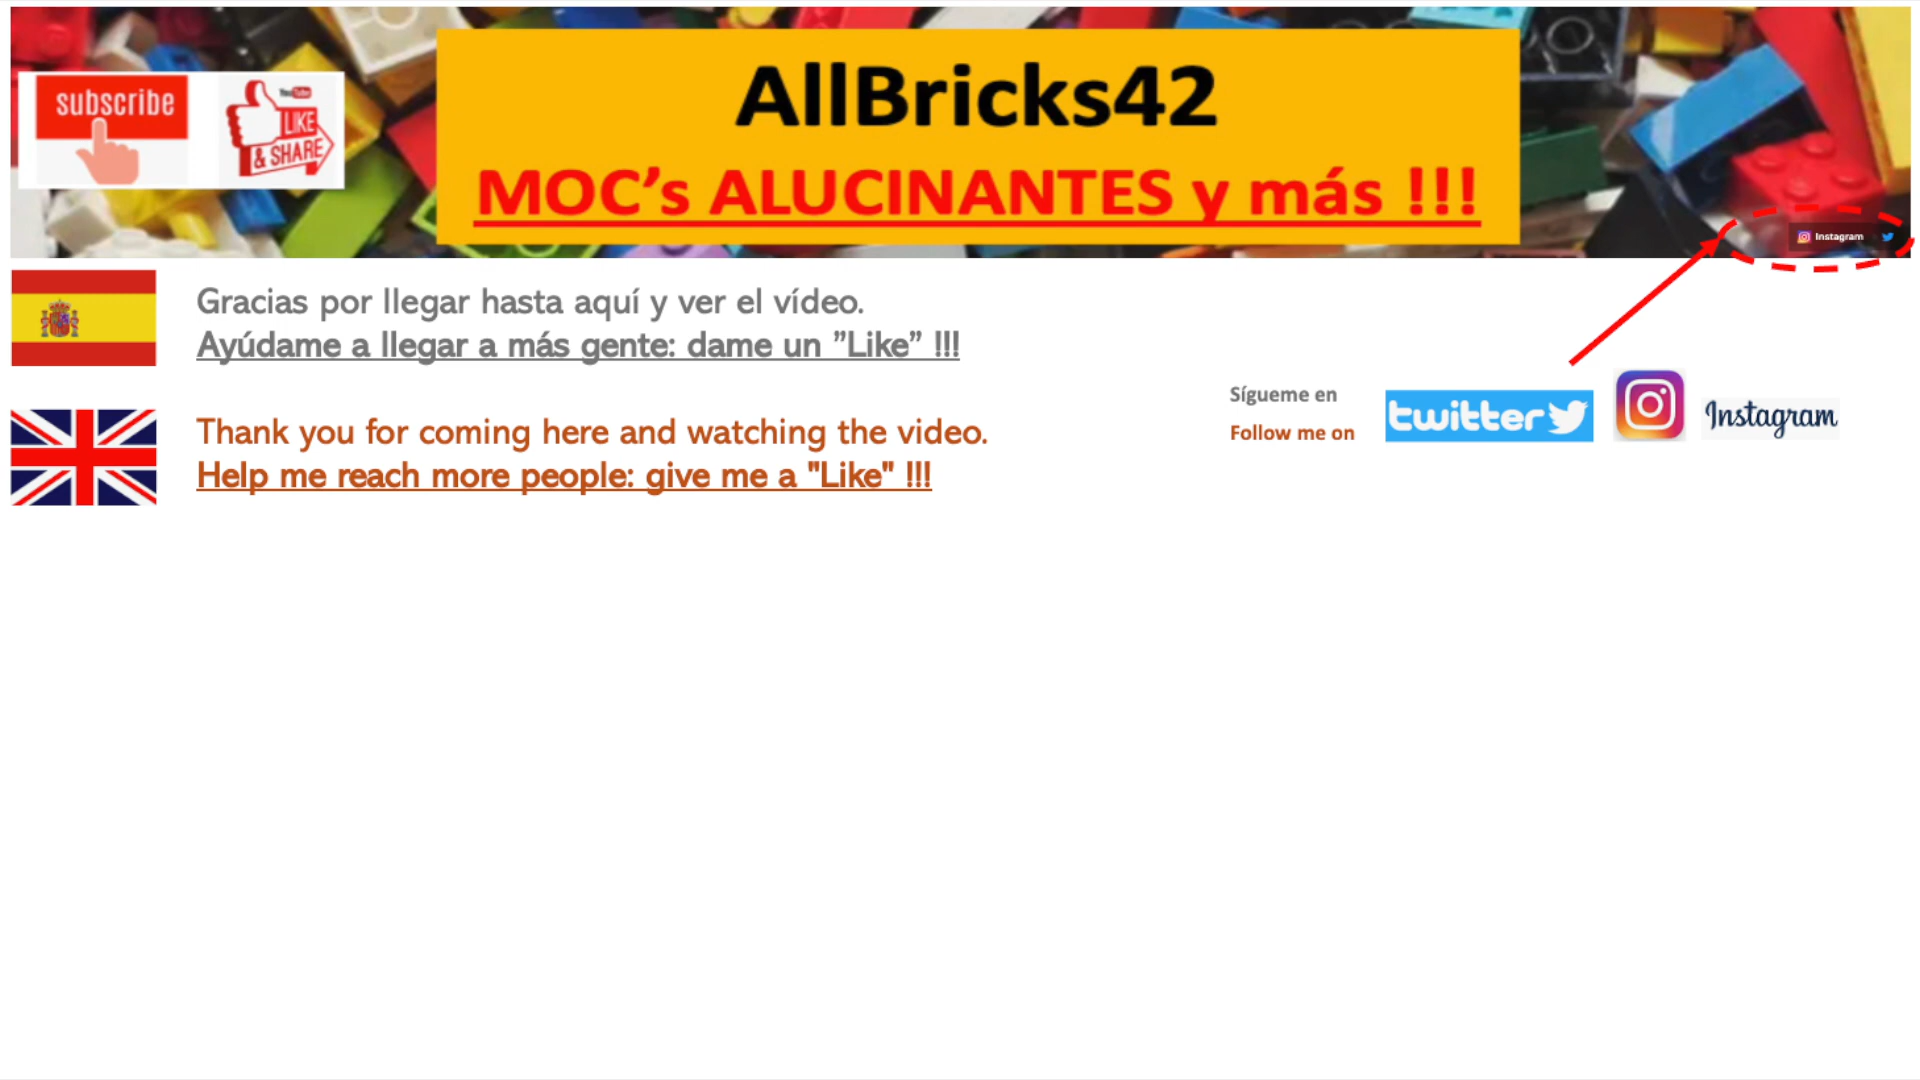 AllBricks42
MOC’s ALUCINANTES y más !!!
subscribe
YouTube
LIKE
& SHARE
Instagram
Gracias por llegar hasta aquí y ver el vídeo.
Ayúdame a llegar a más gente: dame un ”Like” !!!
Thank you for coming here and watching the video.
Help me reach more people: give me a "Like" !!!
Sígueme en
Follow me on
twitter
Instagram